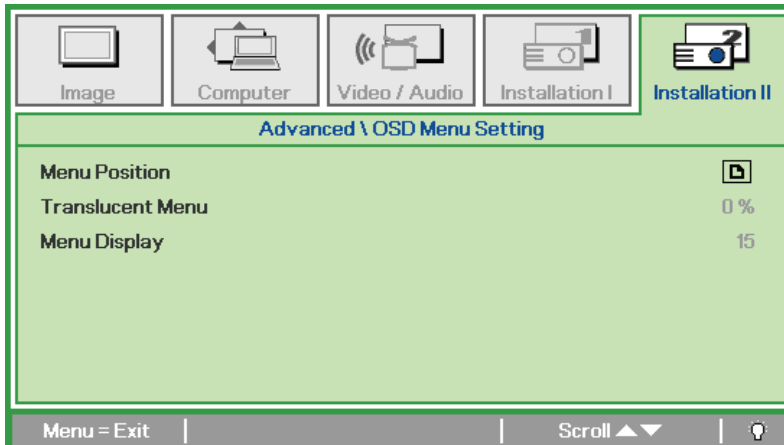 Image Computer Video / Audio Installation I Installation II
Advanced \ OSD Menu Setting
Menu Position
Translucent Menu 0 %
Menu Display 15
Menu = Exit Scroll ▲▼